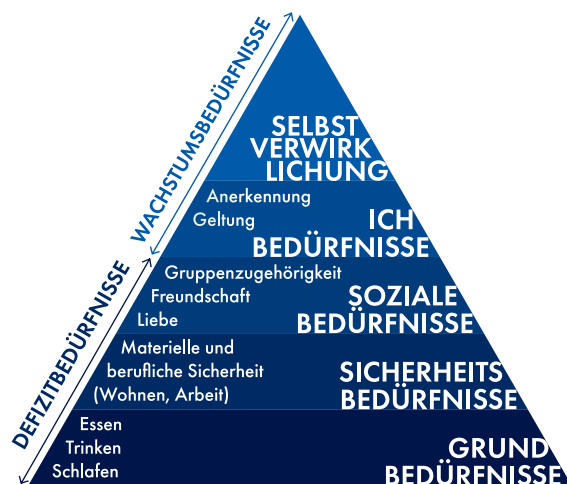 WACHSTUMSBEDÜRFNISSE
SELBST
VERWIRK
LICHUNG
Anerkennung
Geltung
ICH
BEDÜRFNISSE
DEFIZITBEDÜRFNISSE
Gruppenzugehörigkeit
Freundschaft
Liebe
SOZIALE
BEDÜRFNISSE
Materielle und
berufliche Sicherheit
(Wohnen, Arbeit)
SICHERHEITS
BEDÜRFNISSE
Essen
Trinken
Schlafen
GRUND
BEDÜRFNISSE